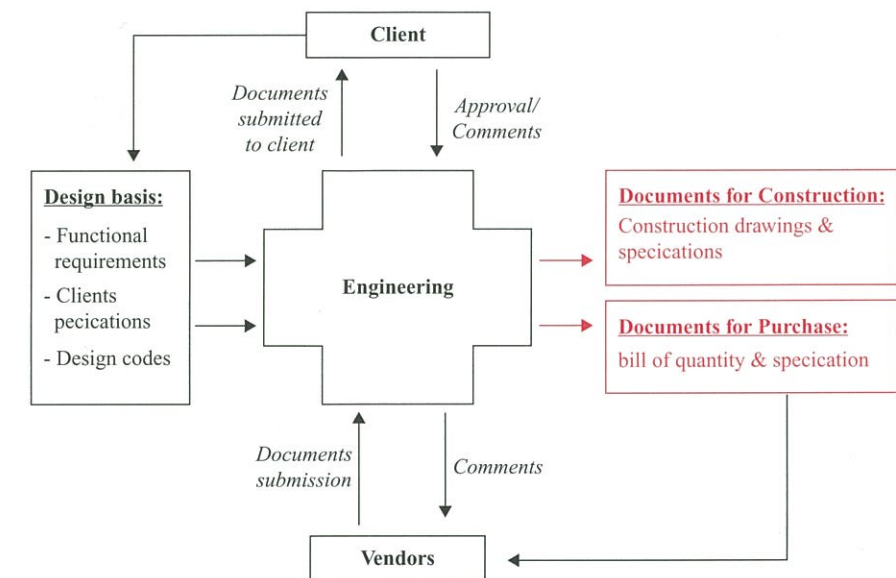 Client
Documents
submitted
to client
Approval/
Comments
Design basis:
- Functional
requirements
- Clients
pecications
- Design codes
Engineering
Documents for Construction:
Construction drawings &
specications
Documents for Purchase:
bill of quantity & specication
Documents
submission
Comments
Vendors